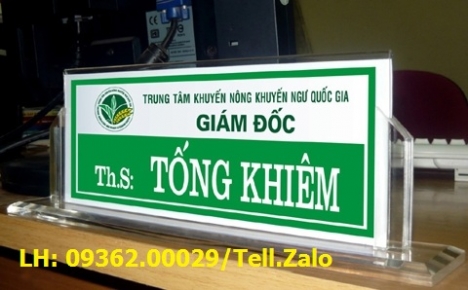 TRUNG TÂM KHUYẾN NÔNG KHUYẾN NGƯ QUỐC GIA
GIÁM ĐỐC
Th.S: TỐNG KHIÊM
LH: 09362.00029/Tell.Zalo